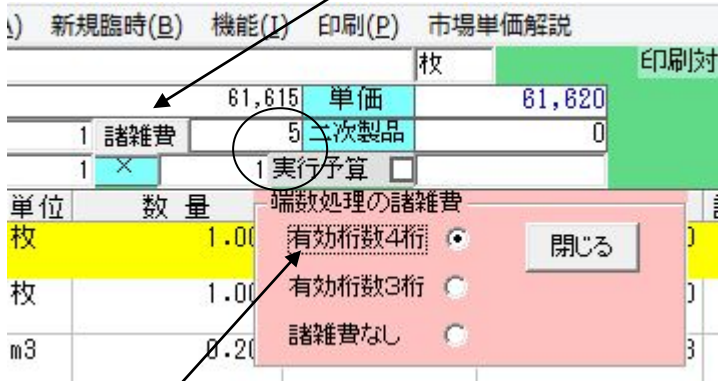 新規臨時(B) 機能(I) 印刷(P) 市場単価解説
枚 印刷対
61,615 単価 61,620
1 諸雑費 5 二次製品 0
1 × 1 実行予算
単位 数 量 端数処理の諸雑費
枚 1.00 有効桁数4桁 閉じる
枚 1.00 有効桁数3桁
諸雑費なし
m3 0.20 3